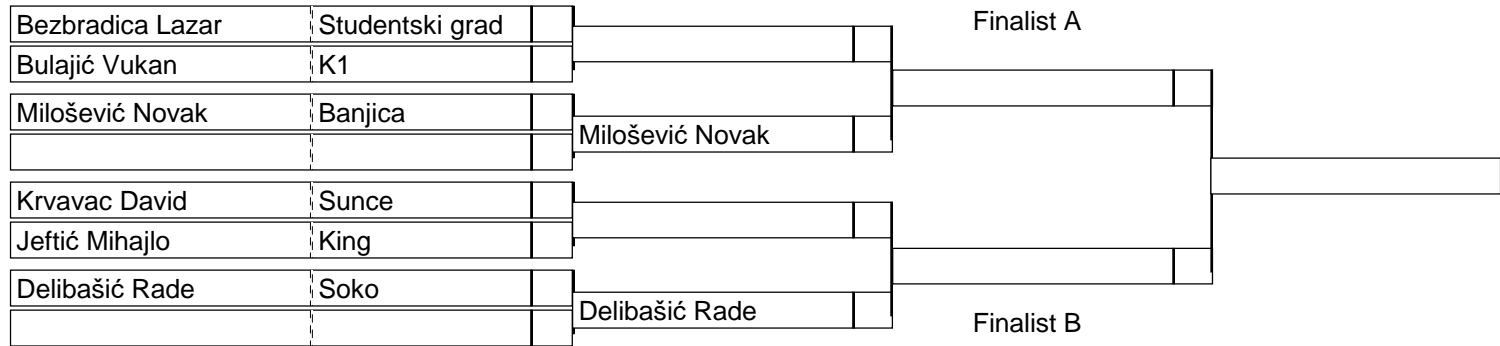 Bezbradica Lazar Studentski grad
Finalist A
Bulajić Vukan K1
Milošević Novak Banjica
Milošević Novak
Krvavac David Sunce
Jeftić Mihajlo King
Delibašić Rade Soko
Delibašić Rade
Finalist B